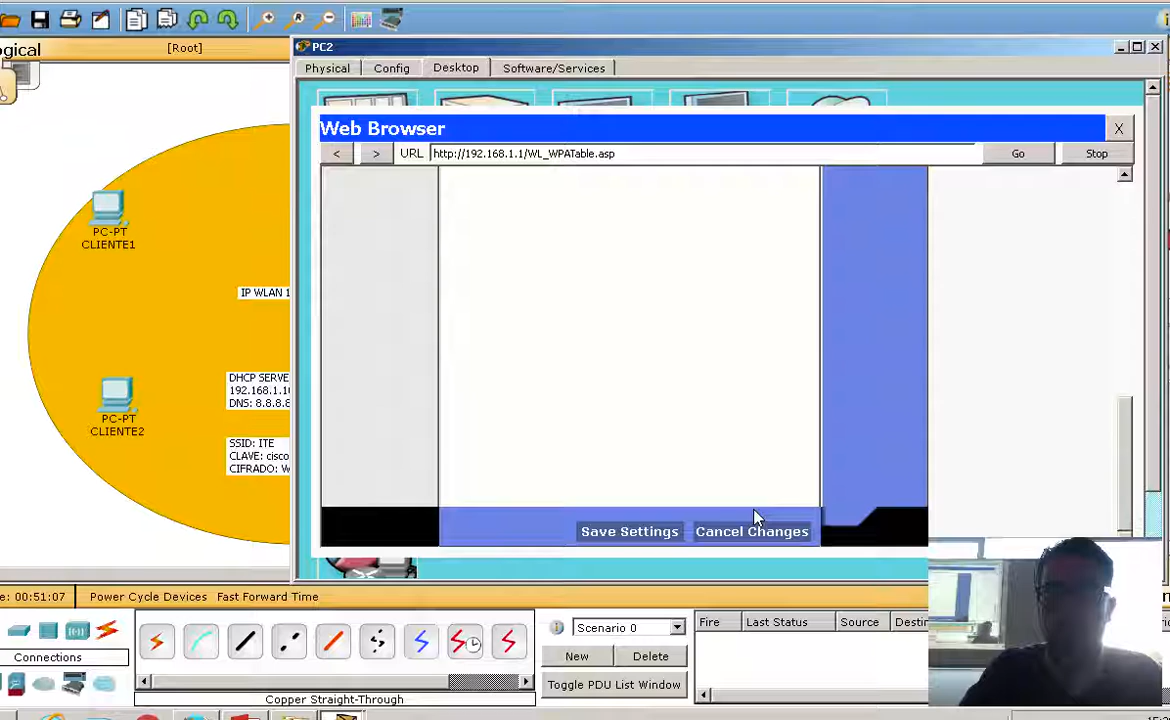 ogical
[Root]
PC2
Physical
Config
Desktop
Software/Services
Web Browser
X
<
>
URL
http://192.168.1.1/WL_WPATable.asp
Go
Stop
PC-PT
CLIENTE1
IP WLAN 1
DHCP SERVE
192.168.1.1
DNS: 8.8.8.8
PC-PT
CLIENTE2
SSID: ITE
CLAVE: cisco
CIFRADO: W
Save Settings
Cancel Changes
e: 00:51:07
Power Cycle Devices
Fast Forward Time
Connections
Copper Straight-Through
Scenario 0
New
Delete
Toggle PDU List Window
Fire
Last Status
Source
Destin